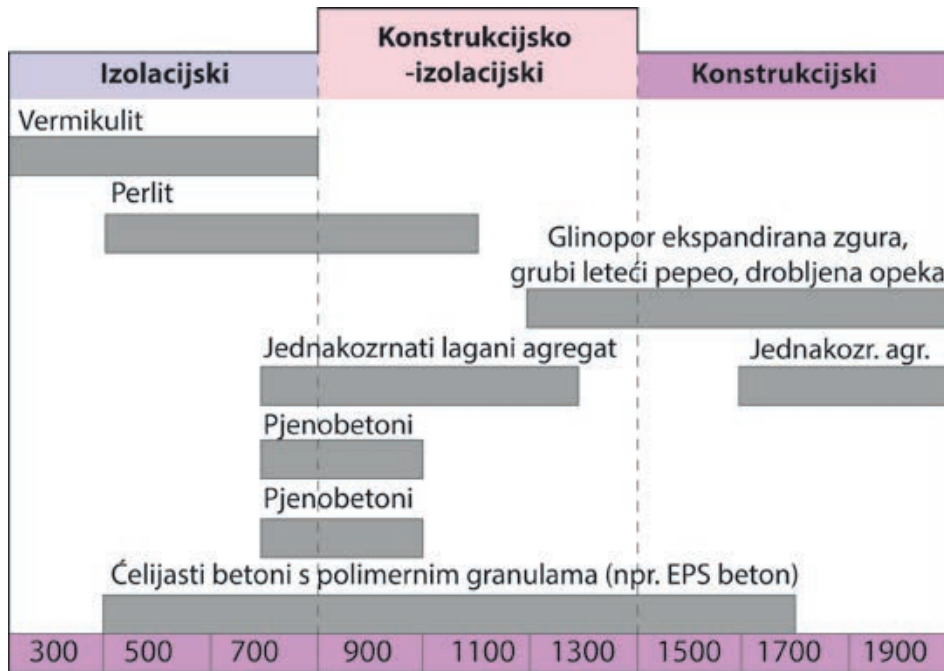 Izolacijski
Konstrukcijsko
-izolacijski
Konstrukcijski
Vermikulit
Perlit
Glinopor ekspandirana zgura,
grubi leteći pepeo, drobljena opeka
Jednakozrnati lagani agregat
Jednakozr. agr.
Pjenobetoni
Pjenobetoni
Ćelijasti betoni s polimernim granulama (npr. EPS beton)
300 500 700 900 1100 1300 1500 1700 1900